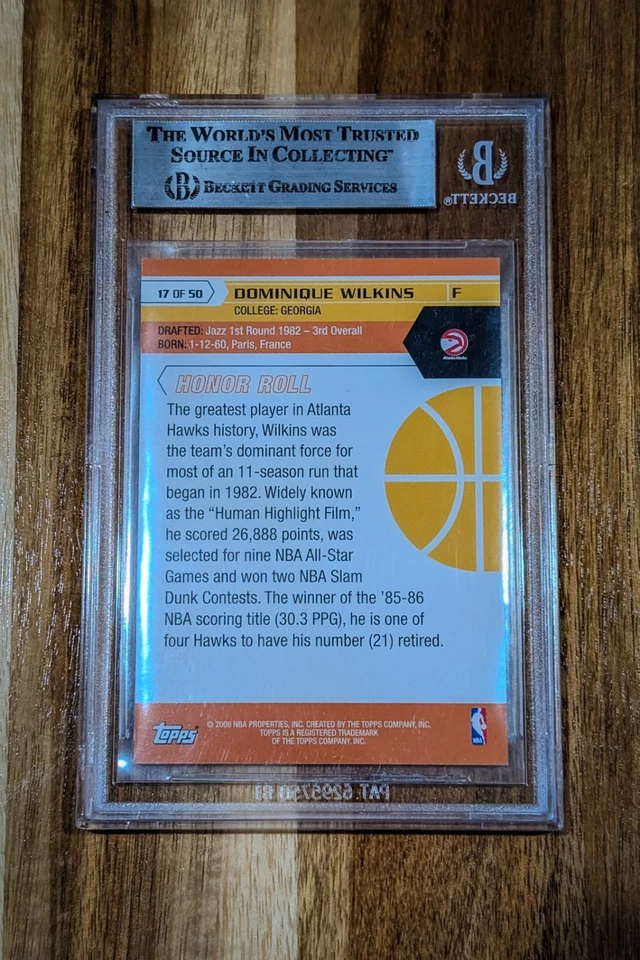 THE WORLD'S MOST TRUSTED
SOURCE IN COLLECTING™
B BECKETT GRADING SERVICES
B
BECKETT®
17 OF 50 DOMINIQUE WILKINS F
COLLEGE: GEORGIA
DRAFTED: Jazz 1st Round 1982 – 3rd Overall
BORN: 1-12-60, Paris, France
HONOR ROLL
The greatest player in Atlanta
Hawks history, Wilkins was
the team's dominant force for
most of an 11-season run that
began in 1982. Widely known
as the “Human Highlight Film,”
he scored 26,888 points, was
selected for nine NBA All-Star
Games and won two NBA Slam
Dunk Contests. The winner of the ’85-86
NBA scoring title (30.3 PPG), he is one of
four Hawks to have his number (21) retired.
Topps
© 2008 NBA PROPERTIES, INC. CREATED BY THE TOPPS COMPANY, INC.
TOPPS IS A REGISTERED TRADEMARK
OF THE TOPPS COMPANY, INC.
NBA
PAT. 6295750 B1